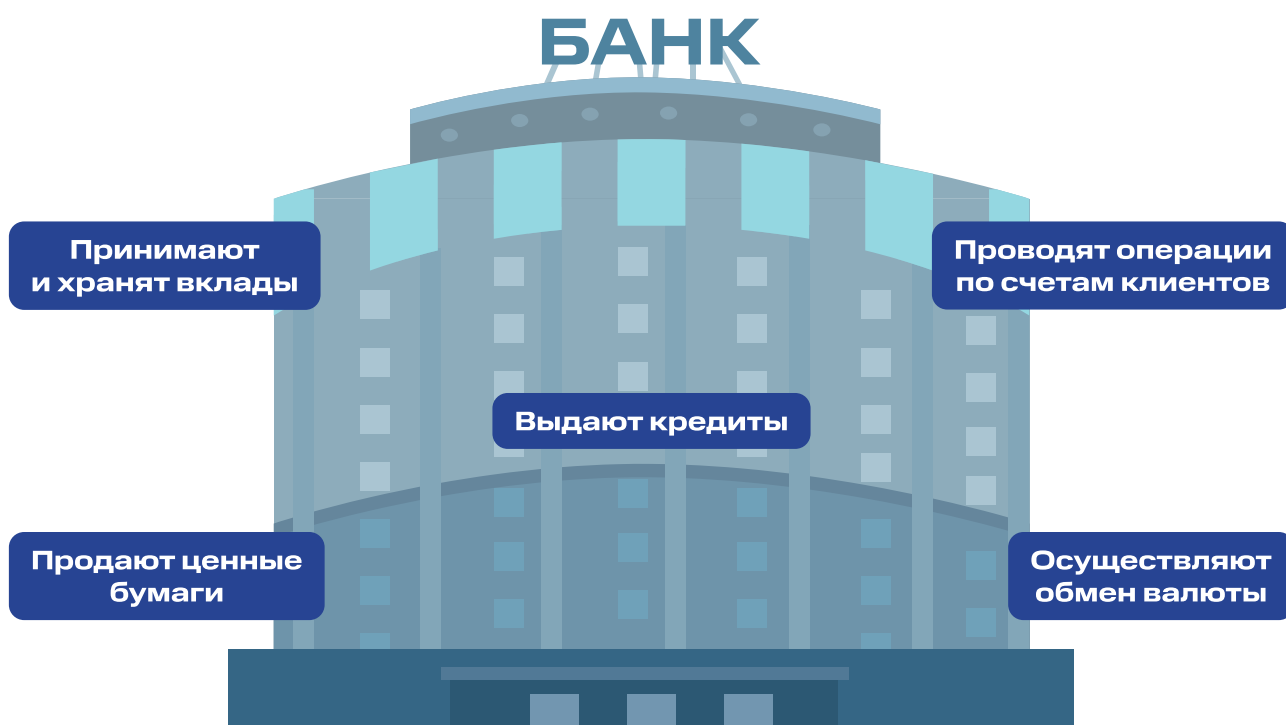 БАНК
Принимают
и хранят вклады
Проводят операции
по счетам клиентов
Выдают кредиты
Продают ценные
бумаги
Осуществляют
обмен валюты